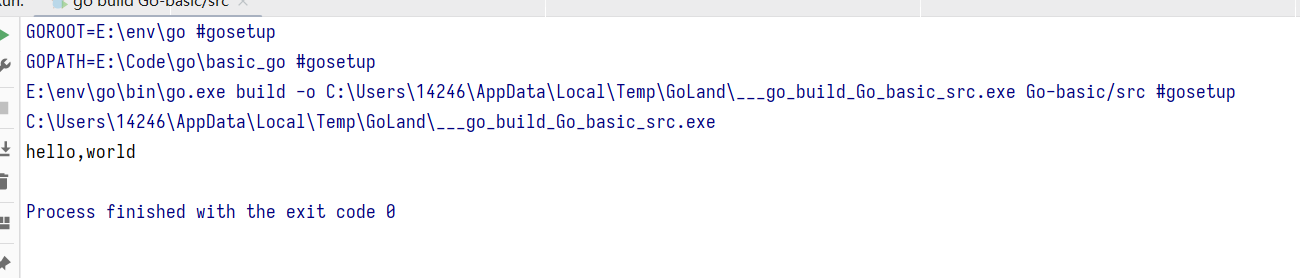 go build Go-basic/src
GOROOT=E:\env\go #gosetup
GOPATH=E:\Code\go\basic_go #gosetup
E:\env\go\bin\go.exe build -o C:\Users\14246\AppData\Local\Temp\GoLand\___go_build_Go_basic_src.exe Go-basic/src #gosetup
C:\Users\14246\AppData\Local\Temp\GoLand\___go_build_Go_basic_src.exe
hello,world
Process finished with the exit code 0